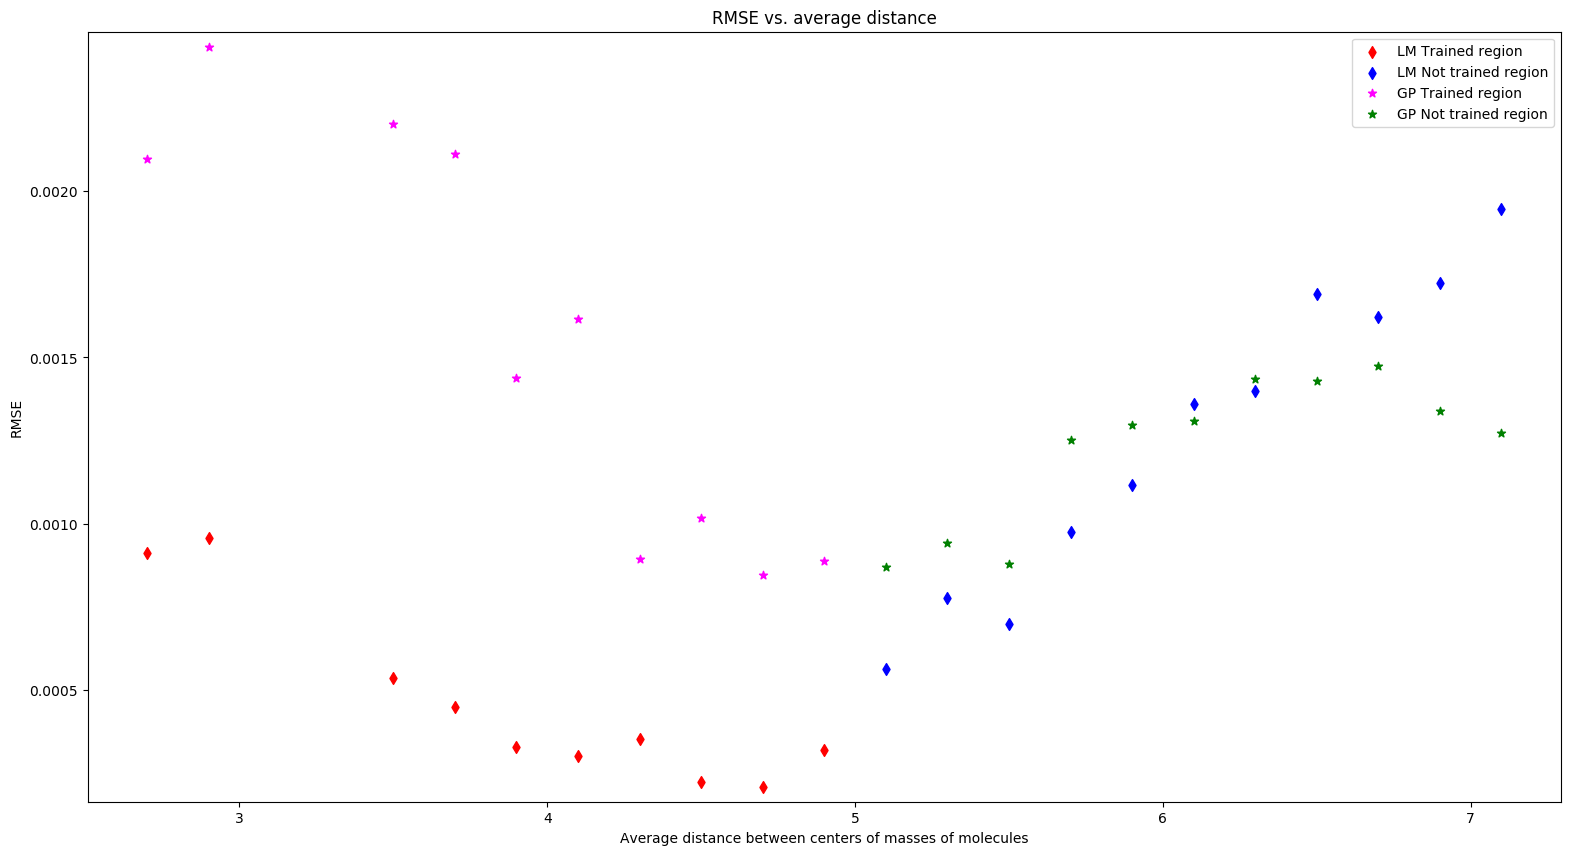 RMSE vs. average distance
LM Trained region
LM Not trained region
GP Trained region
GP Not trained region
RMSE
0.0020
0.0015
0.0010
0.0005
3 4 5 6 7
Average distance between centers of masses of molecules